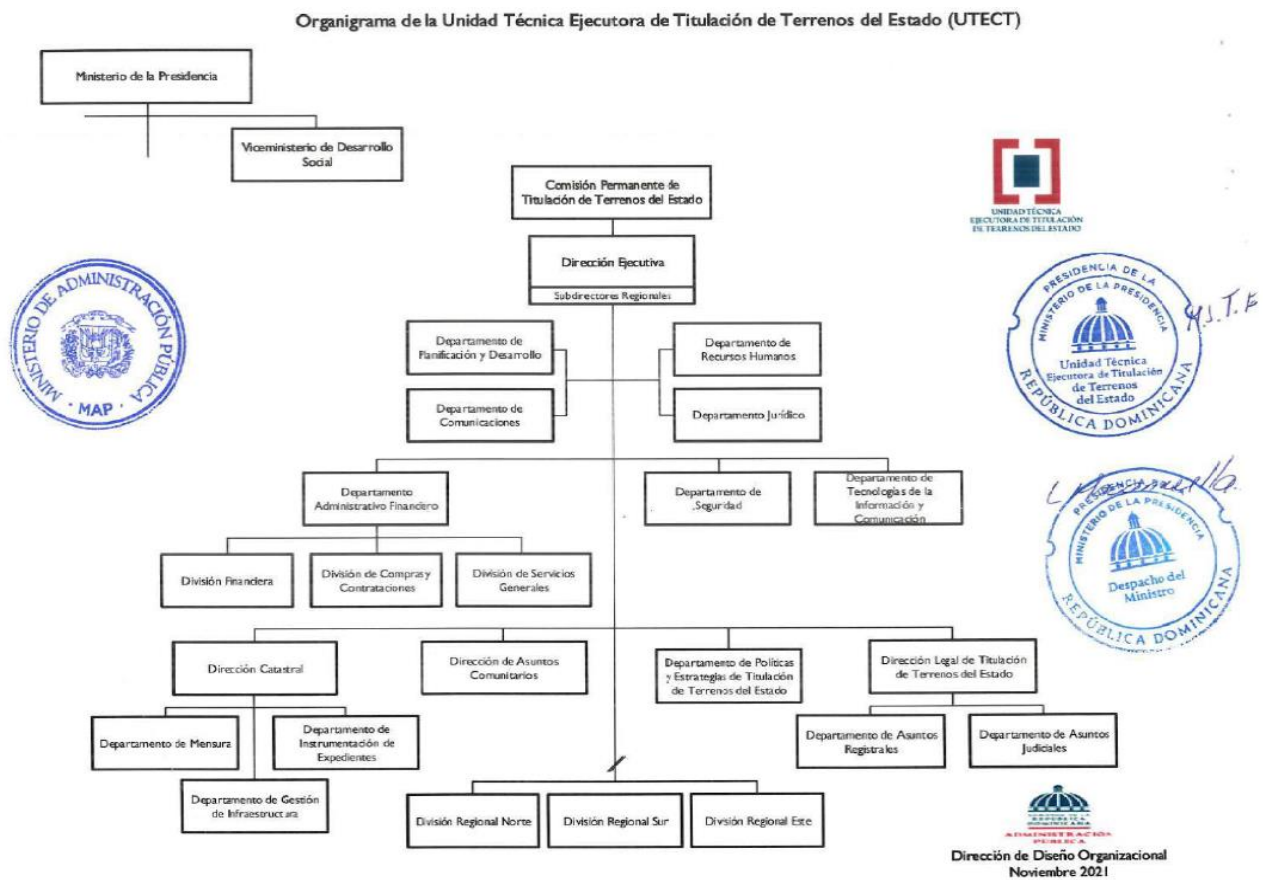 Organigrama de la Unidad Técnica Ejecutora de Titulación de Terrenos del Estado (UTECT)
Ministerio de la Presidencia
Viceministerio de Desarrollo
Social
Comisión Permanente de
Titulación de Terrenos del Estado
UNIDAD TÉCNICA
EJECUTORA DE TITULACIÓN
DE TERRENOS DEL ESTADO
Dirección Ejecutiva
Subdirectores Regionales
MINISTERIO DE ADMINISTRACIÓN PÚBLICA
· MAP ·
PRESIDENCIA DE LA
REPÚBLICA DOMINICANA
MINISTERIO DE LA PRESIDENCIA
Unidad Técnica
Ejecutora de Titulación
de Terrenos
del Estado
Departamento de
Planificación y Desarrollo
Departamento de
Recursos Humanos
Departamento de
Comunicaciones
Departamento Jurídico
Departamento
Administrativo Financiero
Departamento de
Seguridad
Departamento de
Tecnologías de la
Información y
Comunicación
PRESIDENCIA
REPÚBLICA DOMINICANA
MINISTERIO DE LA PRESIDENCIA
Despacho del
Ministro
División Financiera
División de Compras y
Contrataciones
División de Servicios
Generales
Dirección Catastral
Dirección de Asuntos
Comunitarios
Departamento de Políticas
y Estrategias de Titulación
de Terrenos del Estado
Dirección Legal de Titulación
de Terrenos del Estado
Departamento de Mensura
Departamento de
Instrumentación de
Expedientes
Departamento de Asuntos
Registrales
Departamento de Asuntos
Judiciales
Departamento de Gestión
de Infraestructura
División Regional Norte
División Regional Sur
División Regional Este
GOBIERNO DE LA
REPÚBLICA
DOMINICANA
ADMINISTRACIÓN
PÚBLICA
Dirección de Diseño Organizacional
Noviembre 2021